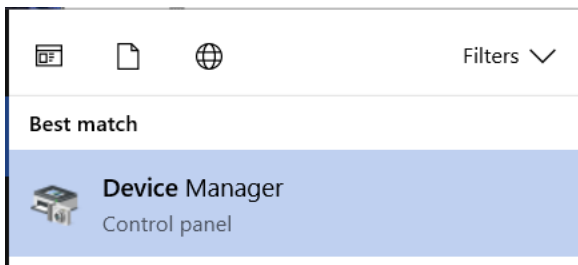 Filters
Best match
Device Manager
Control panel